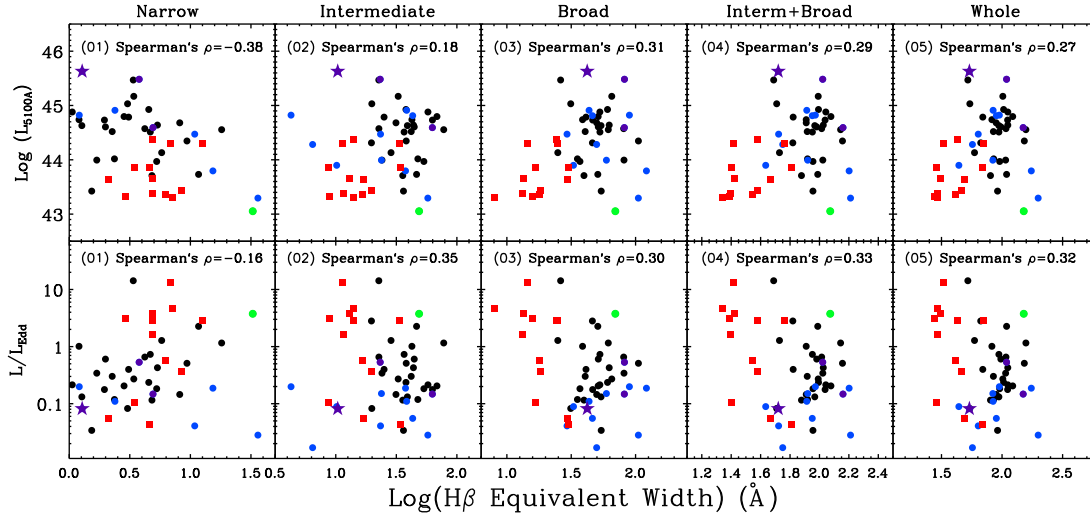 Narrow Intermediate Broad Interm+Broad Whole
(01) Spearman's ρ=−0.38 (02) Spearman's ρ=0.18 (03) Spearman's ρ=0.31 (04) Spearman's ρ=0.29 (05) Spearman's ρ=0.27
46
45
44
43
Log (L5100A)
(01) Spearman's ρ=−0.16 (02) Spearman's ρ=0.35 (03) Spearman's ρ=0.30 (04) Spearman's ρ=0.33 (05) Spearman's ρ=0.32
10
1.0
0.1
L/LEdd
0.0 0.5 1.0 1.5 0.5 1.0 1.5 2.0 1.0 1.5 2.0 1.2 1.4 1.6 1.8 2.0 2.2 2.4 1.5 2.0 2.5
Log(Hβ Equivalent Width) (Å)